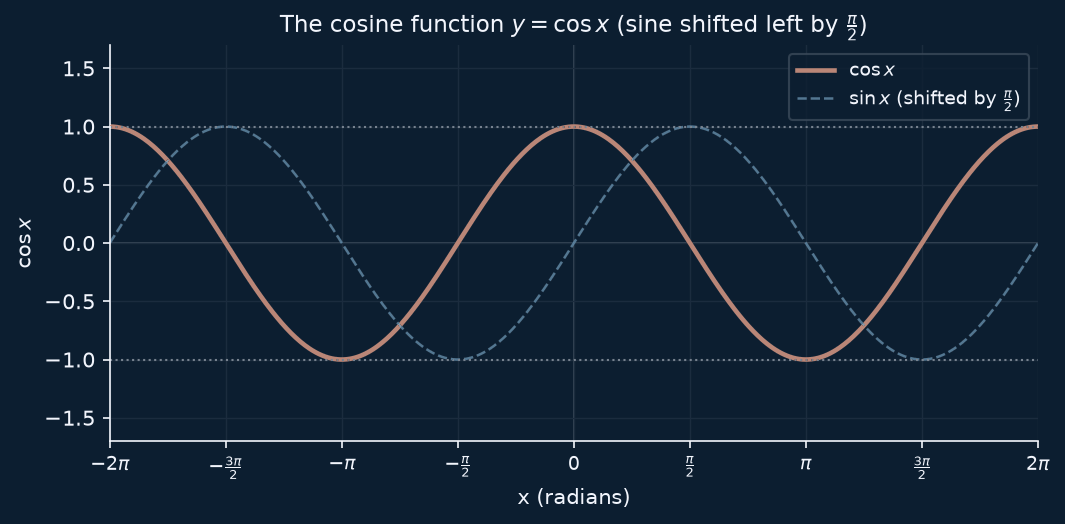 The cosine function y = cos x (sine shifted left by π/2)
cos x
sin x (shifted by π/2)
1.5
1.0
0.5
0.0
−0.5
−1.0
−1.5
cos x
−2π −3π/2 −π −π/2 0 π/2 π 3π/2 2π
x (radians)